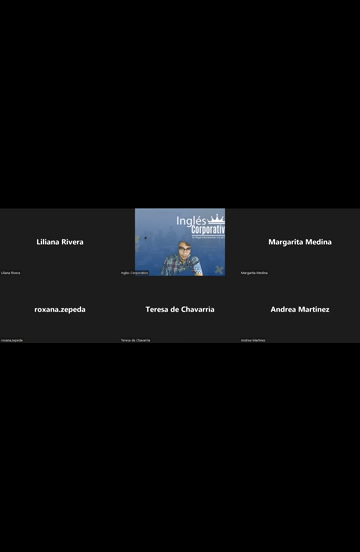 Inglés
Corporativ
Liliana Rivera
Margarita Medina
Liliana Rivera
Inglés Corporativo
Margarita Medina
roxana.zepeda
Teresa de Chavarria
Andrea Martinez
roxana.zepeda
Teresa de Chavarria
Andrea Martinez